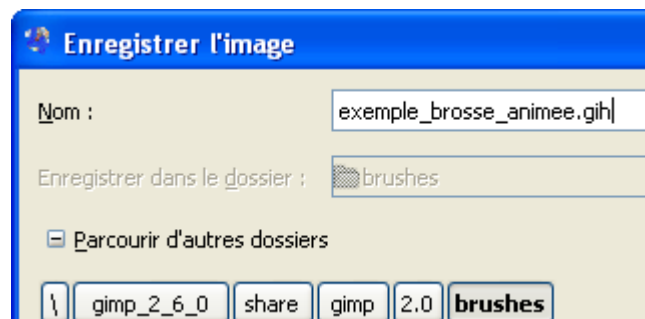 Enregistrer l'image
Nom : exemple_brosse_animee.gih
Enregistrer dans le dossier : brushes
Parcourir d'autres dossiers
\ gimp_2_6_0 share gimp 2.0 brushes